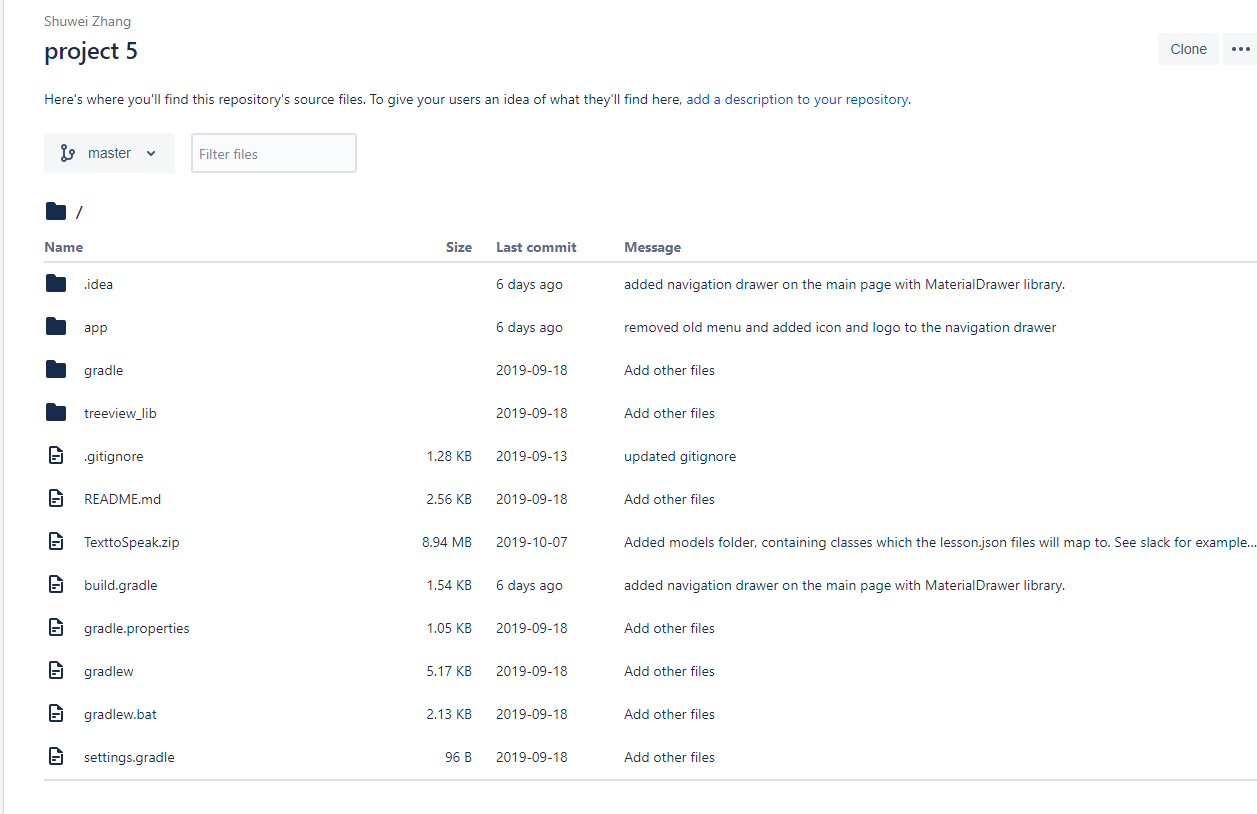 Shuwei Zhang
project 5
Clone
Here's where you'll find this repository's source files. To give your users an idea of what they'll find here, add a description to your repository.
master
Filter files
/
Name Size Last commit Message
.idea 6 days ago added navigation drawer on the main page with MaterialDrawer library.
app 6 days ago removed old menu and added icon and logo to the navigation drawer
gradle 2019-09-18 Add other files
treeview_lib 2019-09-18 Add other files
.gitignore 1.28 KB 2019-09-13 updated gitignore
README.md 2.56 KB 2019-09-18 Add other files
TexttoSpeak.zip 8.94 MB 2019-10-07 Added models folder, containing classes which the lesson.json files will map to. See slack for example...
build.gradle 1.54 KB 6 days ago added navigation drawer on the main page with MaterialDrawer library.
gradle.properties 1.05 KB 2019-09-18 Add other files
gradlew 5.17 KB 2019-09-18 Add other files
gradlew.bat 2.13 KB 2019-09-18 Add other files
settings.gradle 96 B 2019-09-18 Add other files